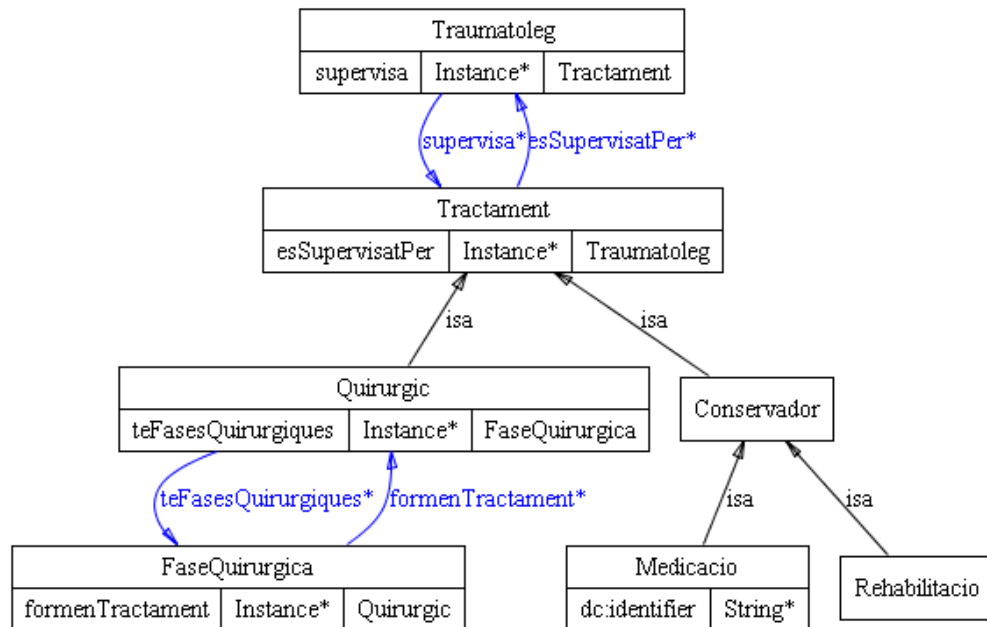 Traumatoleg
supervisa Instance* Tractament
supervisa* esSupervisatPer*
Tractament
esSupervisatPer Instance* Traumatoleg
isa isa
Quirurgic
teFasesQuirurgiques Instance* FaseQuirurgica
Conservador
teFasesQuirurgiques* formenTractament*
isa isa
FaseQuirurgica
formenTractament Instance* Quirurgic
Medicacio
dc:identifier String*
Rehabilitacio